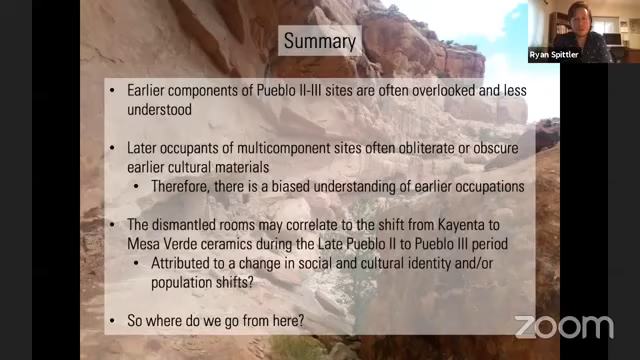 Summary
Ryan Spittler
• Earlier components of Pueblo II-III sites are often overlooked and less
understood
• Later occupants of multicomponent sites often obliterate or obscure
earlier cultural materials
• Therefore, there is a biased understanding of earlier occupations
• The dismantled rooms may correlate to the shift from Kayenta to
Mesa Verde ceramics during the Late Pueblo II to Pueblo III period
• Attributed to a change in social and cultural identity and/or
population shifts?
• So where do we go from here?
zoom